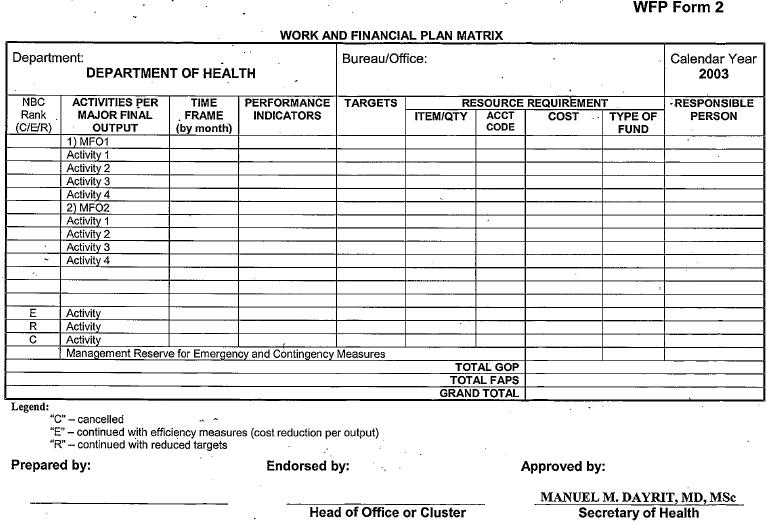 WFP Form 2
WORK AND FINANCIAL PLAN MATRIX
Department: Bureau/Office: Calendar Year
DEPARTMENT OF HEALTH 2003
NBC ACTIVITIES PER TIME PERFORMANCE TARGETS RESOURCE REQUIREMENT RESPONSIBLE
Rank MAJOR FINAL FRAME INDICATORS ITEM/QTY ACCT COST TYPE OF PERSON
(C/E/R) OUTPUT (by month) CODE FUND
1) MFO1
Activity 1
Activity 2
Activity 3
Activity 4
2) MFO2
Activity 1
Activity 2
Activity 3
Activity 4
E Activity
R Activity
C Activity
Management Reserve for Emergency and Contingency Measures
TOTAL GOP
TOTAL FAPS
GRAND TOTAL
Legend:
"C" – cancelled
"E" – continued with efficiency measures (cost reduction per output)
"R" – continued with reduced targets
Prepared by: Endorsed by: Approved by:
MANUEL M. DAYRIT, MD, MSc
Head of Office or Cluster Secretary of Health